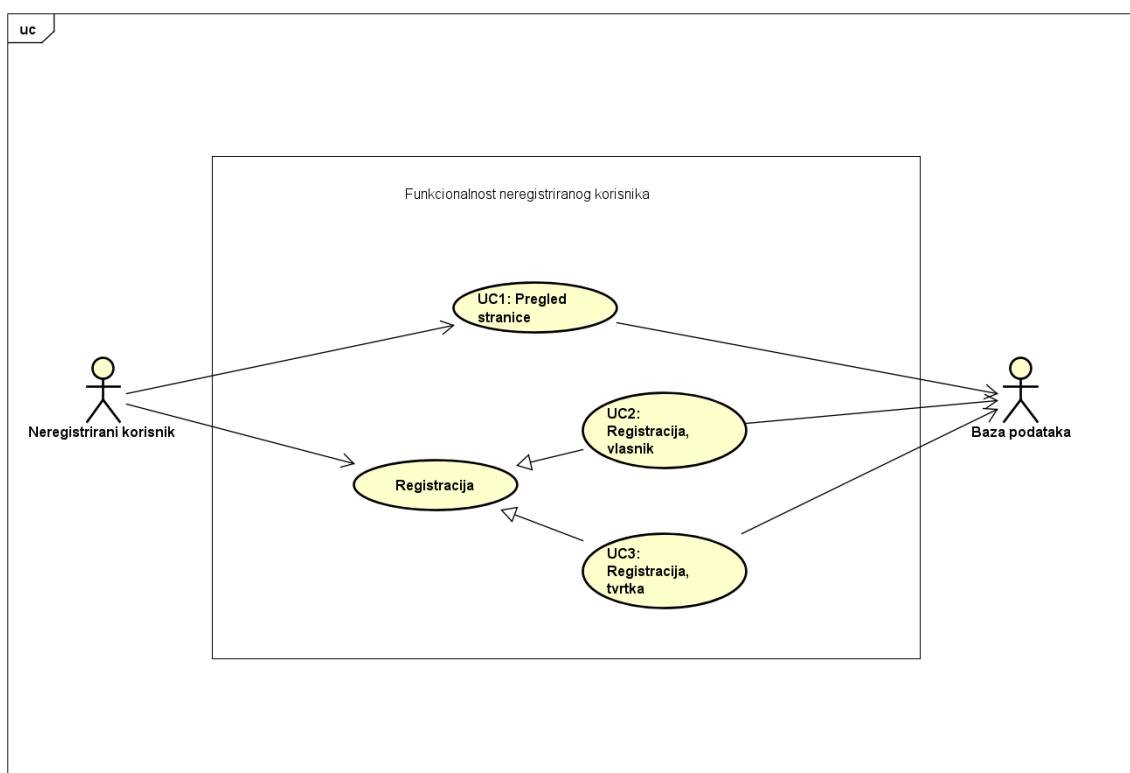 uc
Funkcionalnost neregistriranog korisnika
UC1: Pregled
stranice
Neregistrirani korisnik
UC2:
Registracija,
vlasnik
Baza podataka
Registracija
UC3:
Registracija,
tvrtka